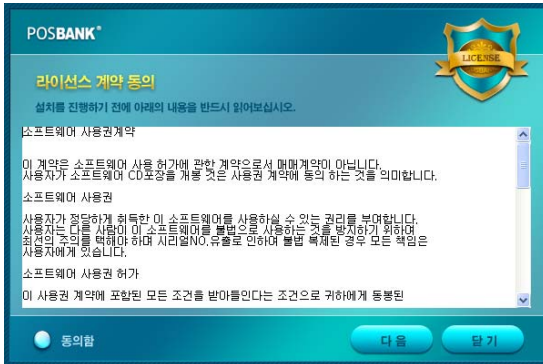 POSBANK®
LICENSE
라이선스 계약 동의
설치를 진행하기 전에 아래의 내용을 반드시 읽어보십시오.
소프트웨어 사용권계약
이 계약은 소프트웨어 사용 허가에 관한 계약으로서 매매계약이 아닙니다.
사용자가 소프트웨어 CD포장을 개봉 것은 사용권 계약에 동의 하는 것을 의미합니다.
소프트웨어 사용권
사용자가 정당하게 취득한 이 소프트웨어를 사용하실 수 있는 권리를 부여합니다.
사용자는 다른 사람이 이 소프트웨어를 불법으로 사용하는 것을 방지하기 위하여
최선의 주의를 택해야 하며 시리얼NO.유출로 인하여 불법 복제된 경우 모든 책임은
사용자에게 있습니다.
소프트웨어 사용권 허가
이 사용권 계약에 포함된 모든 조건을 받아들인다는 조건으로 귀하에게 동봉된
동의함
다 음
닫 기